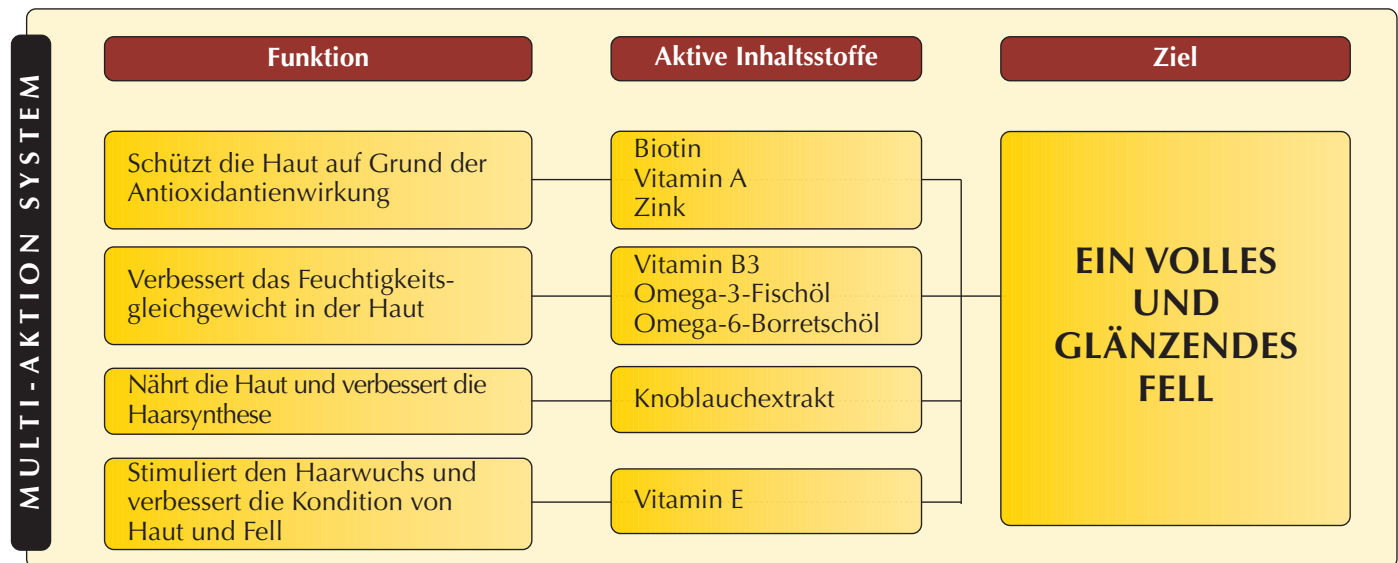 MULTI-AKTION SYSTEM
Funktion
Aktive Inhaltsstoffe
Ziel
Schützt die Haut auf Grund der
Antioxidantienwirkung
Biotin
Vitamin A
Zink
Verbessert das Feuchtigkeits-
gleichgewicht in der Haut
Vitamin B3
Omega-3-Fischöl
Omega-6-Borretschöl
Nährt die Haut und verbessert die
Haarsynthese
Knoblauchextrakt
Stimuliert den Haarwuchs und
verbessert die Kondition von
Haut und Fell
Vitamin E
EIN VOLLES
UND
GLÄNZENDES
FELL